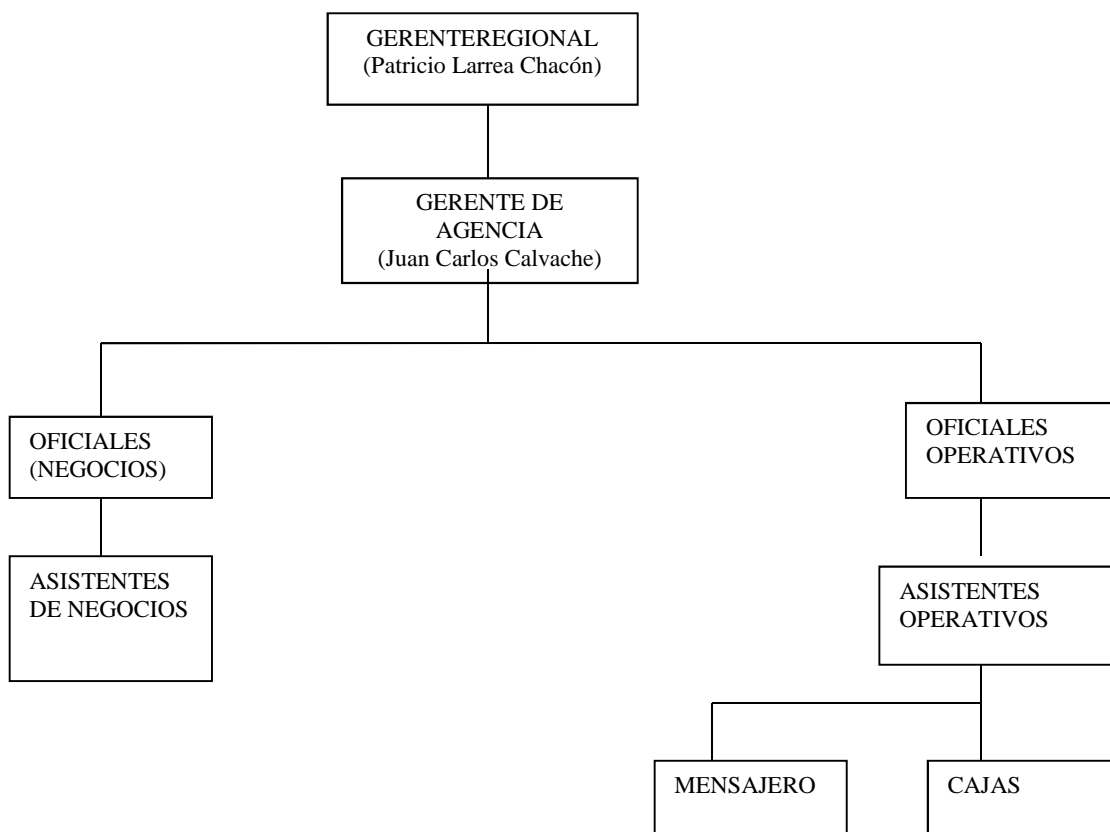 GERENTEREGIONAL
(Patricio Larrea Chacón)
GERENTE DE
AGENCIA
(Juan Carlos Calvache)
OFICIALES
(NEGOCIOS)
OFICIALES
OPERATIVOS
ASISTENTES
DE NEGOCIOS
ASISTENTES
OPERATIVOS
MENSAJERO
CAJAS